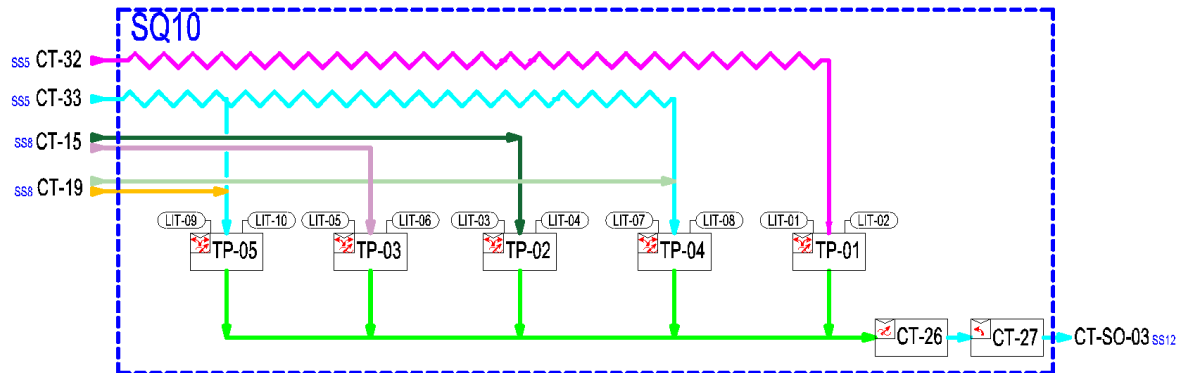 SQ10
SS5 CT-32
SS5 CT-33
SS8 CT-15
SS8 CT-19
LIT-09 LIT-10 LIT-05 LIT-06 LIT-03 LIT-04 LIT-07 LIT-08 LIT-01 LIT-02
TP-05 TP-03 TP-02 TP-04 TP-01
CT-26 CT-27 CT-SO-03 SS12